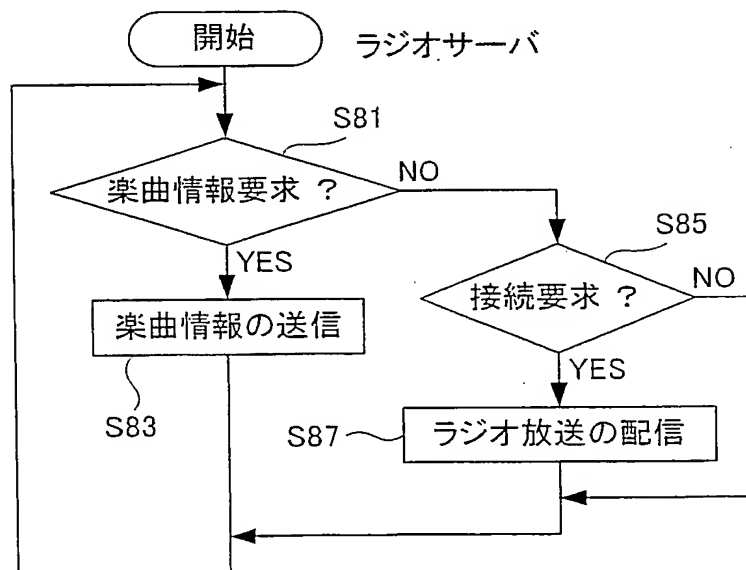 開始
ラジオサーバ
S81
楽曲情報要求 ?
NO
YES
S85
接続要求 ?
NO
楽曲情報の送信
S83
YES
S87
ラジオ放送の配信